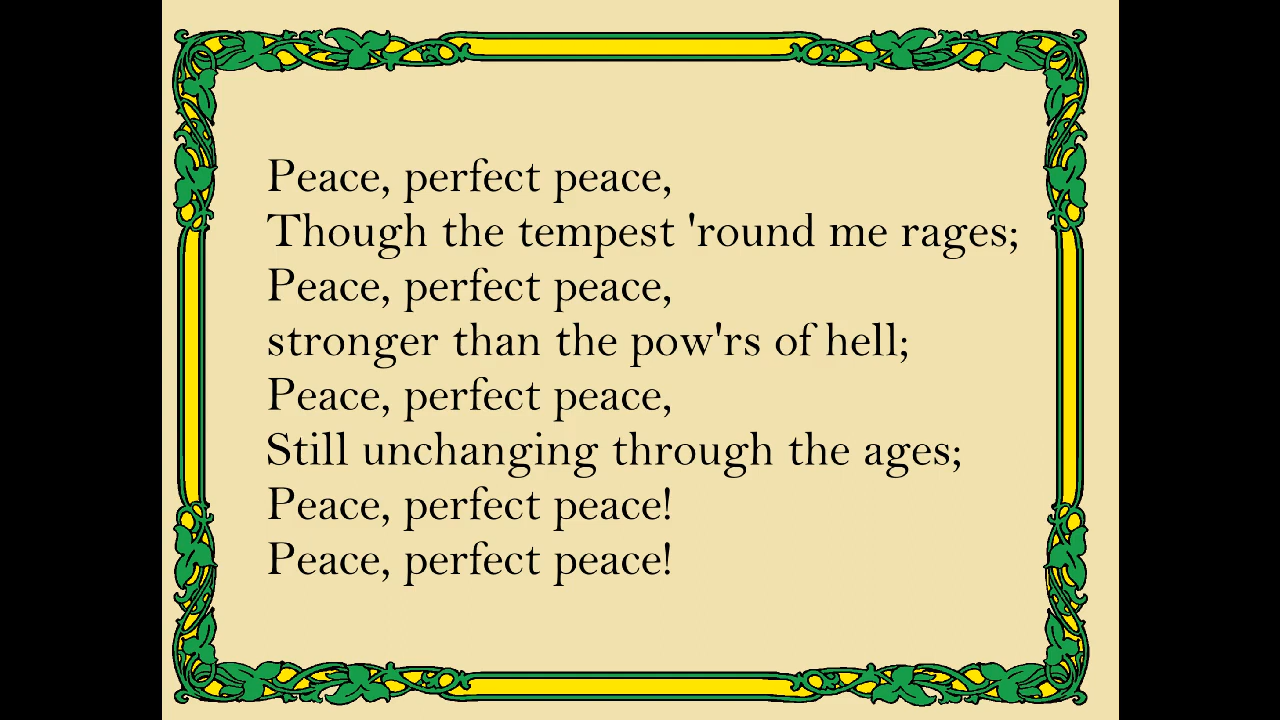 Peace, perfect peace,
Though the tempest 'round me rages;
Peace, perfect peace,
stronger than the pow'rs of hell;
Peace, perfect peace,
Still unchanging through the ages;
Peace, perfect peace!
Peace, perfect peace!